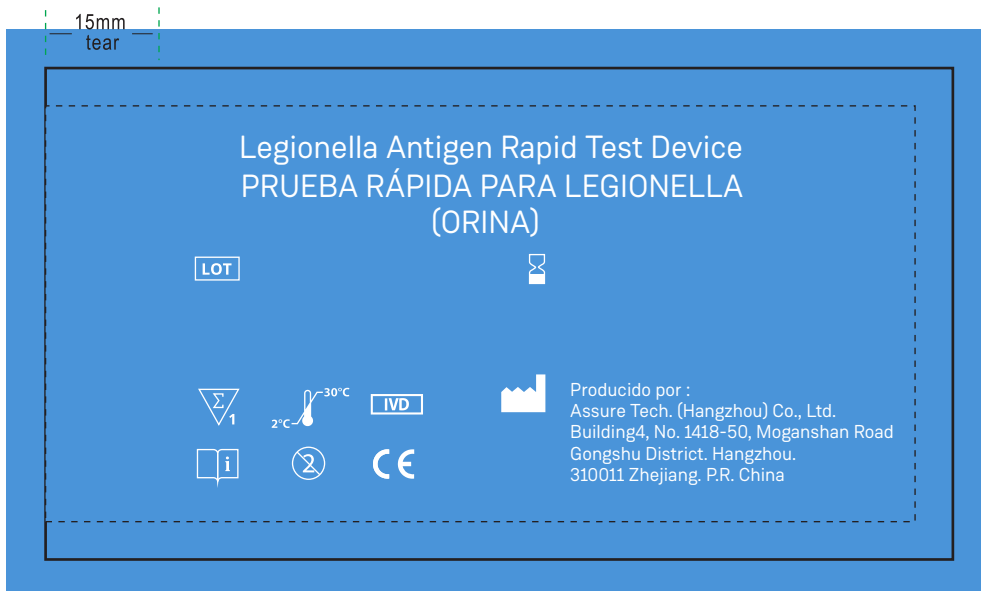 15mm
tear
Legionella Antigen Rapid Test Device
PRUEBA RÁPIDA PARA LEGIONELLA
(ORINA)
LOT
Σ
1
2°C
30°C
IVD
Producido por :
Assure Tech. (Hangzhou) Co., Ltd.
Building4, No. 1418-50, Moganshan Road
Gongshu District. Hangzhou.
310011 Zhejiang. P.R. China
i
2
CE